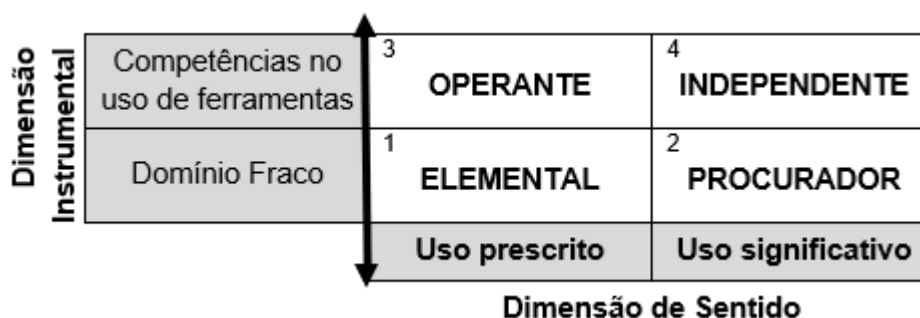 Dimensão
Instrumental
Competências no
uso de ferramentas
3
OPERANTE
4
INDEPENDENTE
Domínio Fraco
1
ELEMENTAL
2
PROCURADOR
Uso prescrito
Uso significativo
Dimensão de Sentido